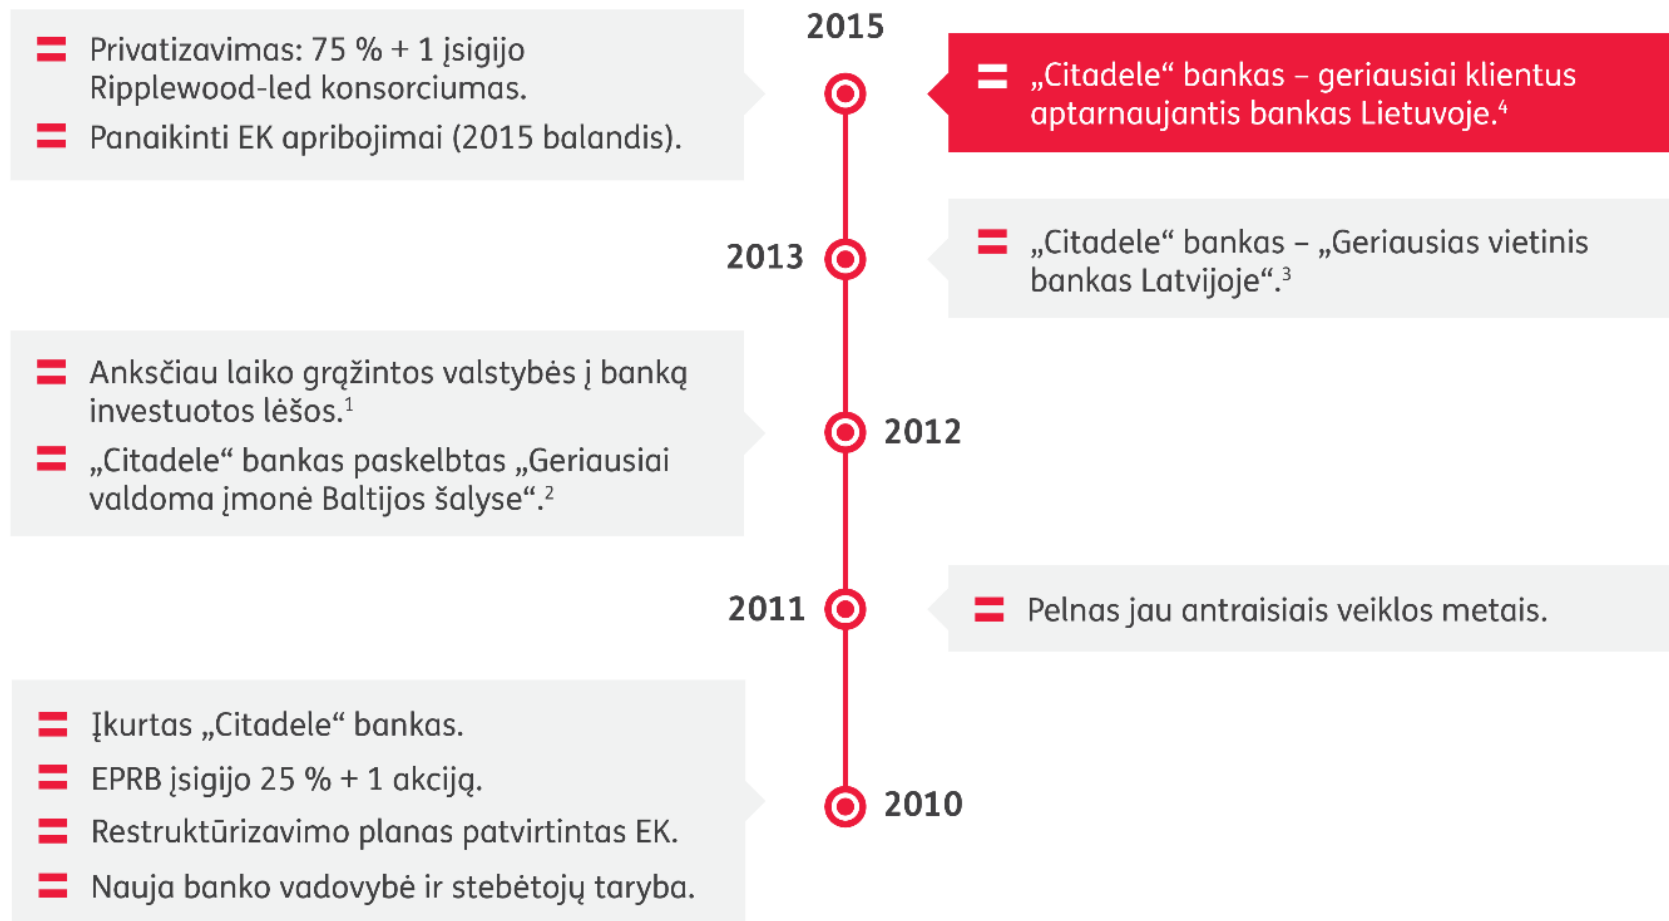 2015
Privatizavimas: 75 % + 1 įsigijo
Ripplewood-led konsorciumas.
Panaikinti EK apribojimai (2015 balandis).
„Citadele“ bankas – geriausiai klientus
aptarnaujantis bankas Lietuvoje.⁴
2013
„Citadele“ bankas – „Geriausias vietinis
bankas Latvijoje“.³
Anksčiau laiko grąžintos valstybės į banką
investuotos lėšos.¹
„Citadele“ bankas paskelbtas „Geriausiai
valdoma įmonė Baltijos šalyse“.²
2012
2011
Pelnas jau antraisiais veiklos metais.
Įkurtas „Citadele“ bankas.
EPRB įsigijo 25 % + 1 akciją.
Restruktūrizavimo planas patvirtintas EK.
Nauja banko vadovybė ir stebėtojų taryba.
2010